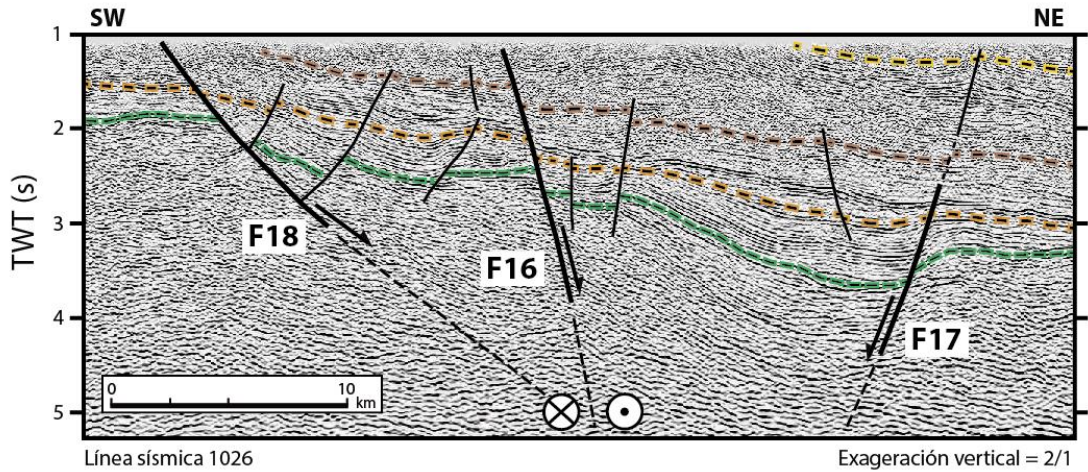 SW
NE
1
2
3
4
5
TWT (s)
F18
F16
F17
0
10
km
Línea sísmica 1026
Exageración vertical = 2/1